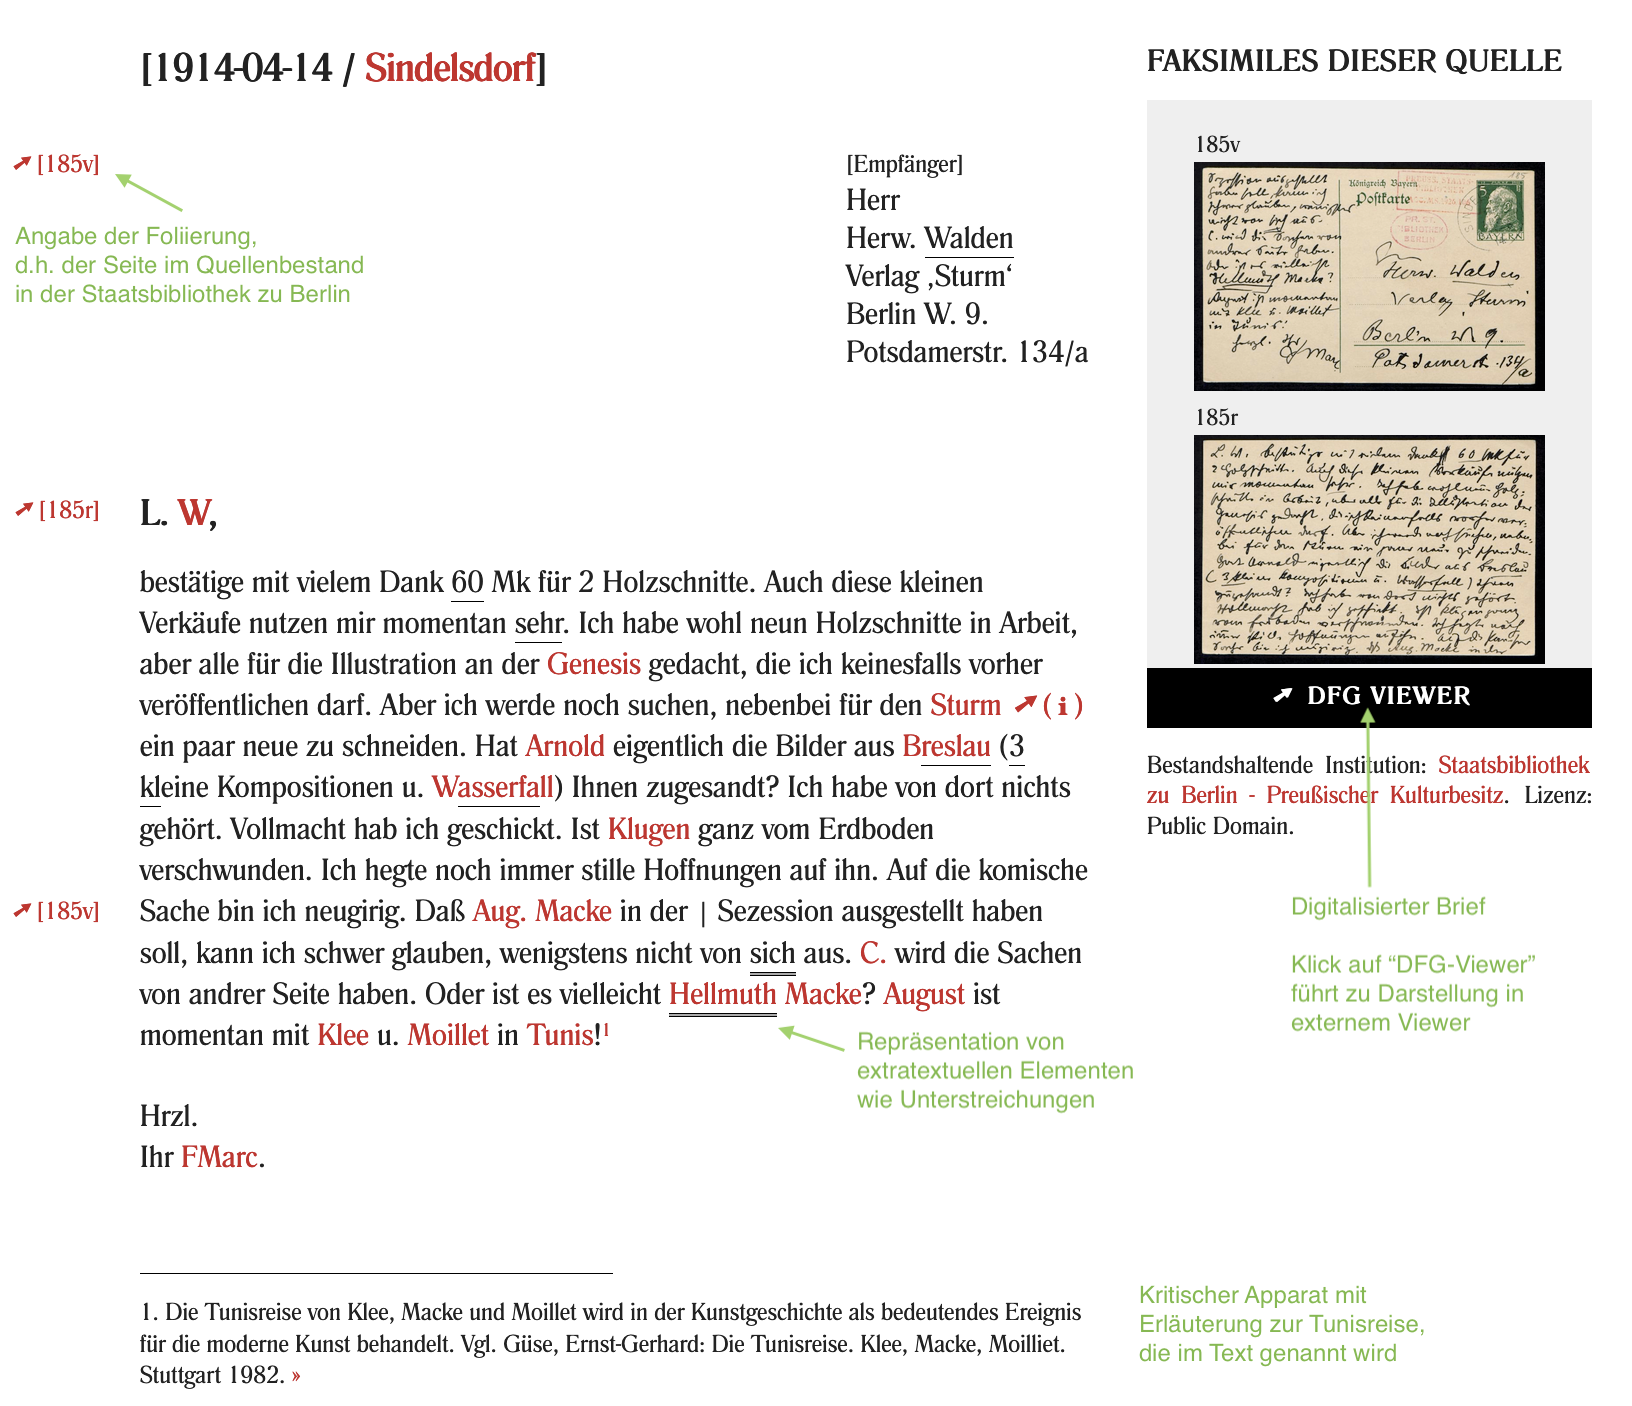 [1914-04-14 / Sindelsdorf]
➚ [185v]
Angabe der Foliierung,
d.h. der Seite im Quellenbestand
in der Staatsbibliothek zu Berlin
[Empfänger]
Herr
Herw. Walden
Verlag ‚Sturm‘
Berlin W. 9.
Potsdamerstr. 134/a
➚ [185r]
L. W,
bestätige mit vielem Dank 60 Mk für 2 Holzschnitte. Auch diese kleinen
Verkäufe nutzen mir momentan sehr. Ich habe wohl neun Holzschnitte in Arbeit,
aber alle für die Illustration an der Genesis gedacht, die ich keinesfalls vorher
veröffentlichen darf. Aber ich werde noch suchen, nebenbei für den Sturm ➚(i)
ein paar neue zu schneiden. Hat Arnold eigentlich die Bilder aus Breslau (3
kleine Kompositionen u. Wasserfall) Ihnen zugesandt? Ich habe von dort nichts
gehört. Vollmacht hab ich geschickt. Ist Klugen ganz vom Erdboden
verschwunden. Ich hegte noch immer stille Hoffnungen auf ihn. Auf die komische
➚ [185v]
Sache bin ich neugirig. Daß Aug. Macke in der | Sezession ausgestellt haben
soll, kann ich schwer glauben, wenigstens nicht von sich aus. C. wird die Sachen
von andrer Seite haben. Oder ist es vielleicht Hellmuth Macke? August ist
momentan mit Klee u. Moillet in Tunis!1
Repräsentation von
extratextuellen Elementen
wie Unterstreichungen
Hrzl.
Ihr FMarc.
1. Die Tunisreise von Klee, Macke und Moillet wird in der Kunstgeschichte als bedeutendes Ereignis
für die moderne Kunst behandelt. Vgl. Güse, Ernst-Gerhard: Die Tunisreise. Klee, Macke, Moilliet.
Stuttgart 1982. »
FAKSIMILES DIESER QUELLE
185v
Königreich Bayern
Postkarte
BAYERN
Herw. Walden
Verlag Sturm
Berlin W 9.
Potsdamerstr. 134/a
185r
➚ DFG VIEWER
Bestandshaltende Institution: Staatsbibliothek
zu Berlin - Preußischer Kulturbesitz. Lizenz:
Public Domain.
Digitalisierter Brief
Klick auf “DFG-Viewer”
führt zu Darstellung in
externem Viewer
Kritischer Apparat mit
Erläuterung zur Tunisreise,
die im Text genannt wird